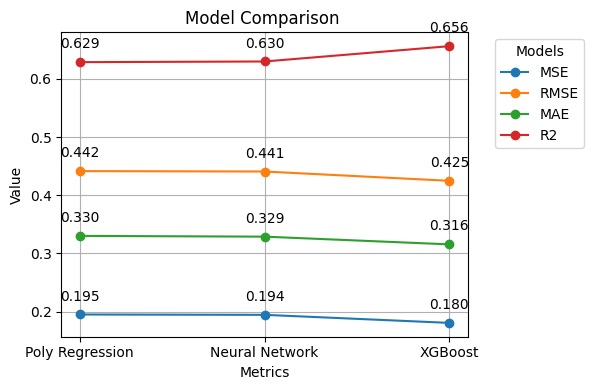 Model Comparison
0.656
0.629
0.630
0.442
0.441
0.425
0.330
0.329
0.316
0.195
0.194
0.180
0.6
0.5
0.4
0.3
0.2
Value
Poly Regression
Neural Network
XGBoost
Metrics
Models
MSE
RMSE
MAE
R2